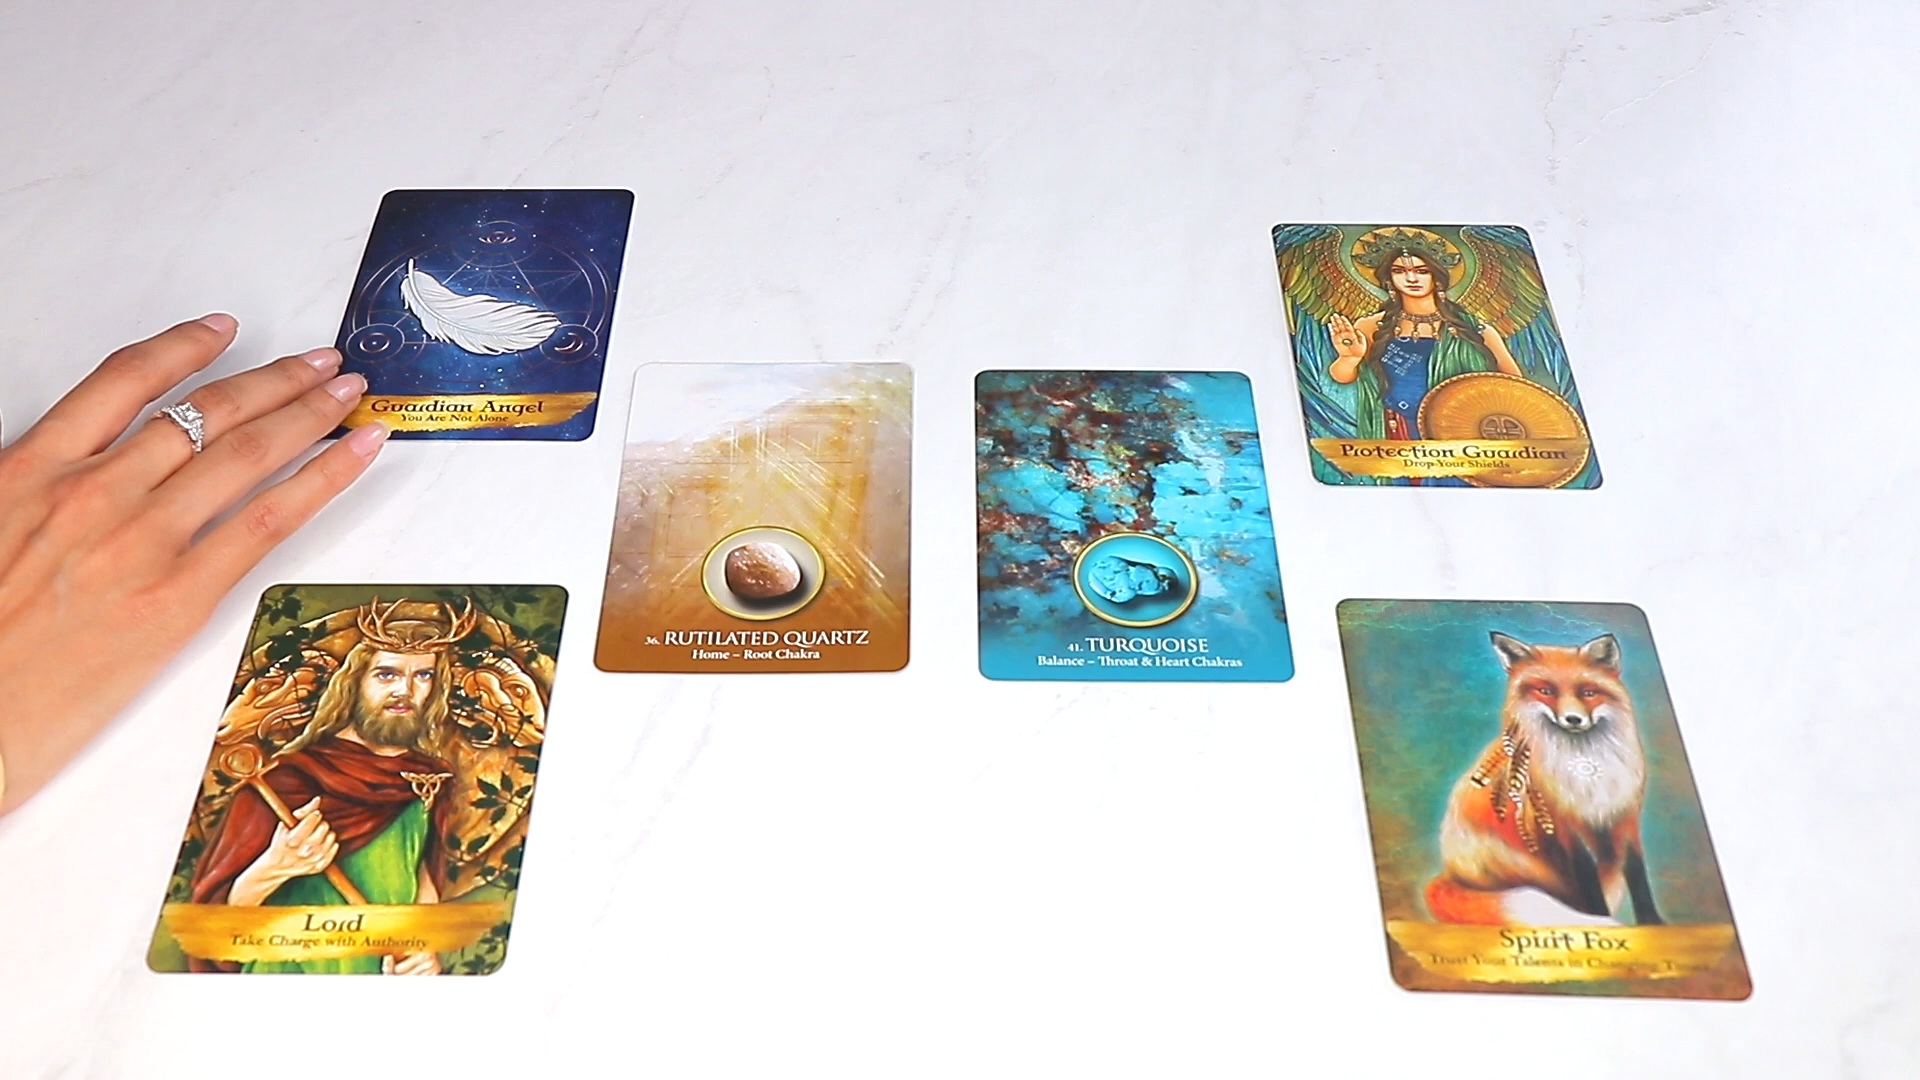 Guardian Angel
You Are Not Alone
Protection Guardian
Drop Your Shields
36. RUTILATED QUARTZ
Home – Root Chakra
41. TURQUOISE
Balance – Throat & Heart Chakras
Lord
Take Charge with Authority
Spirit Fox
Trust Your Talents in Changing Times